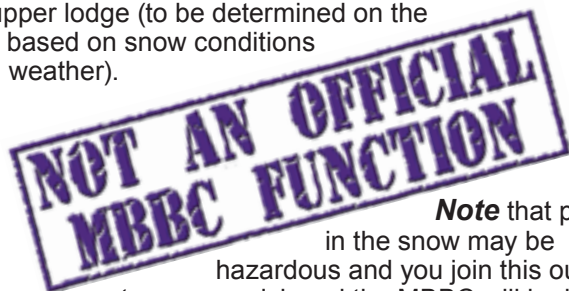 upper lodge (to be determined on the
based on snow conditions
weather).
NOT AN OFFICIAL
MBBC FUNCTION
Note that p
in the snow may be
hazardous and you join this ou